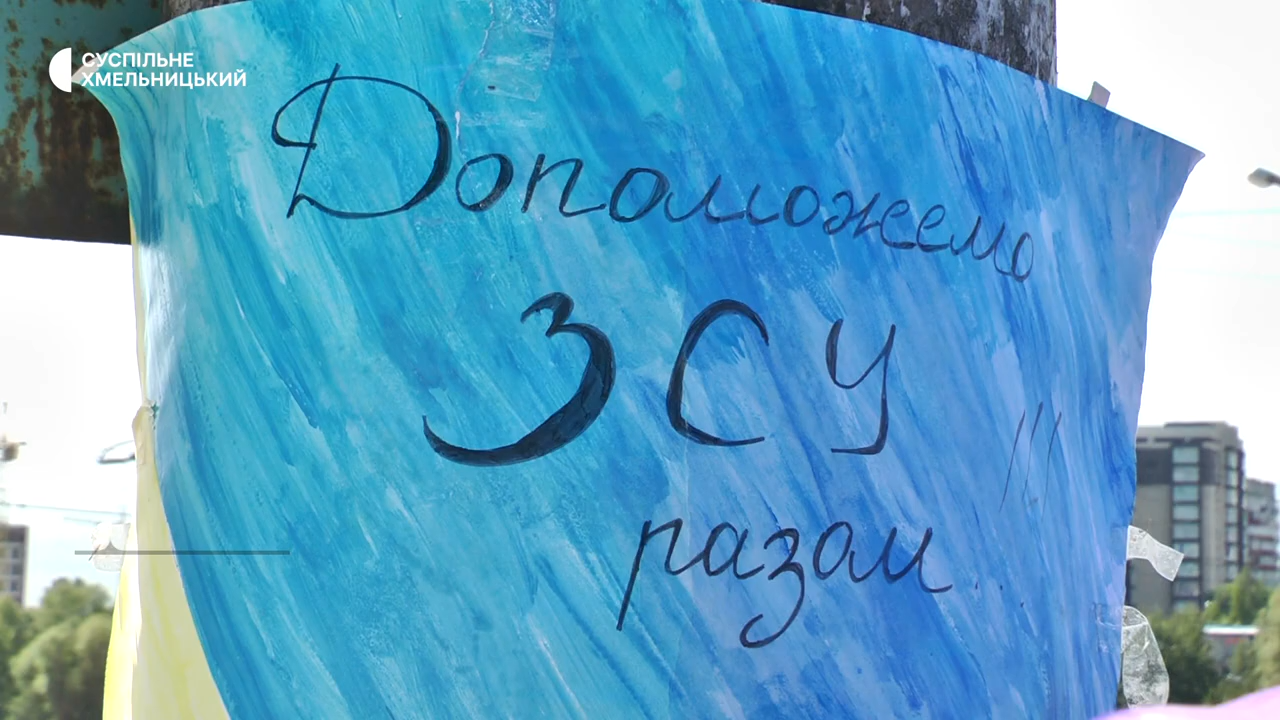 СУСПІЛЬНЕ
ХМЕЛЬНИЦЬКИЙ
Допоможемо
ЗСУ
!!!
разом...